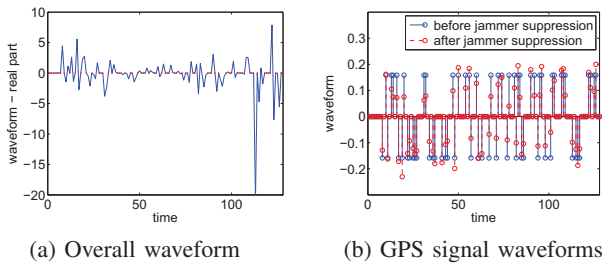 10
5
0
−5
−10
−15
−20
waveform − real part
0
50
100
time
(a) Overall waveform
before jammer suppression
after jammer suppression
0.4
0.3
0.2
0.1
0
−0.1
−0.2
waveform
0
50
100
time
(b) GPS signal waveforms